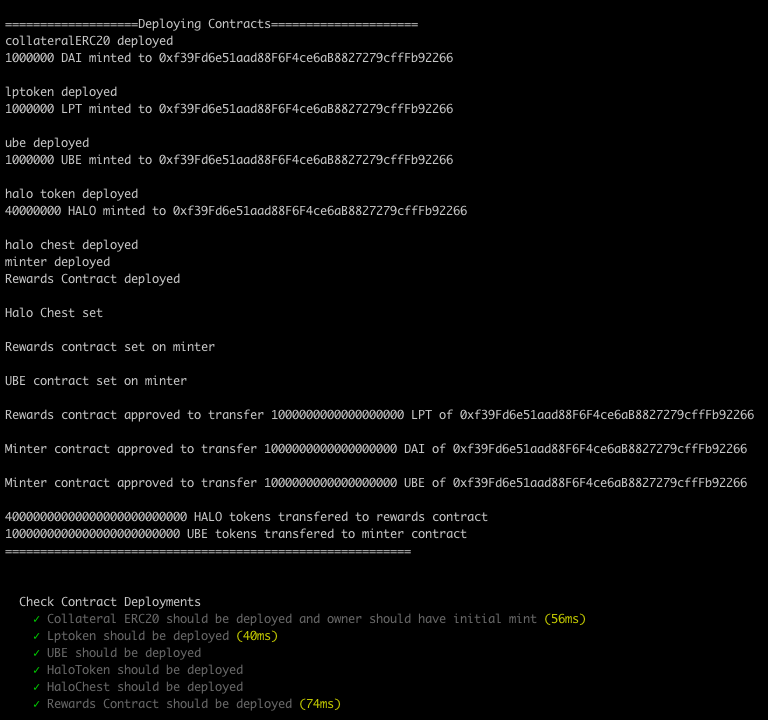 ===================Deploying Contracts=====================
collateralERC20 deployed
1000000 DAI minted to 0xf39Fd6e51aad88F6F4ce6aB8827279cffFb92266
lptoken deployed
1000000 LPT minted to 0xf39Fd6e51aad88F6F4ce6aB8827279cffFb92266
ube deployed
1000000 UBE minted to 0xf39Fd6e51aad88F6F4ce6aB8827279cffFb92266
halo token deployed
40000000 HALO minted to 0xf39Fd6e51aad88F6F4ce6aB8827279cffFb92266
halo chest deployed
minter deployed
Rewards Contract deployed
Halo Chest set
Rewards contract set on minter
UBE contract set on minter
Rewards contract approved to transfer 1000000000000000000 LPT of 0xf39Fd6e51aad88F6F4ce6aB8827279cffFb92266
Minter contract approved to transfer 1000000000000000000 DAI of 0xf39Fd6e51aad88F6F4ce6aB8827279cffFb92266
Minter contract approved to transfer 1000000000000000000 UBE of 0xf39Fd6e51aad88F6F4ce6aB8827279cffFb92266
40000000000000000000000000 HALO tokens transfered to rewards contract
1000000000000000000000000 UBE tokens transfered to minter contract
==========================================================
Check Contract Deployments
✓ Collateral ERC20 should be deployed and owner should have initial mint (56ms)
✓ Lptoken should be deployed (40ms)
✓ UBE should be deployed
✓ HaloToken should be deployed
✓ HaloChest should be deployed
✓ Rewards Contract should be deployed (74ms)